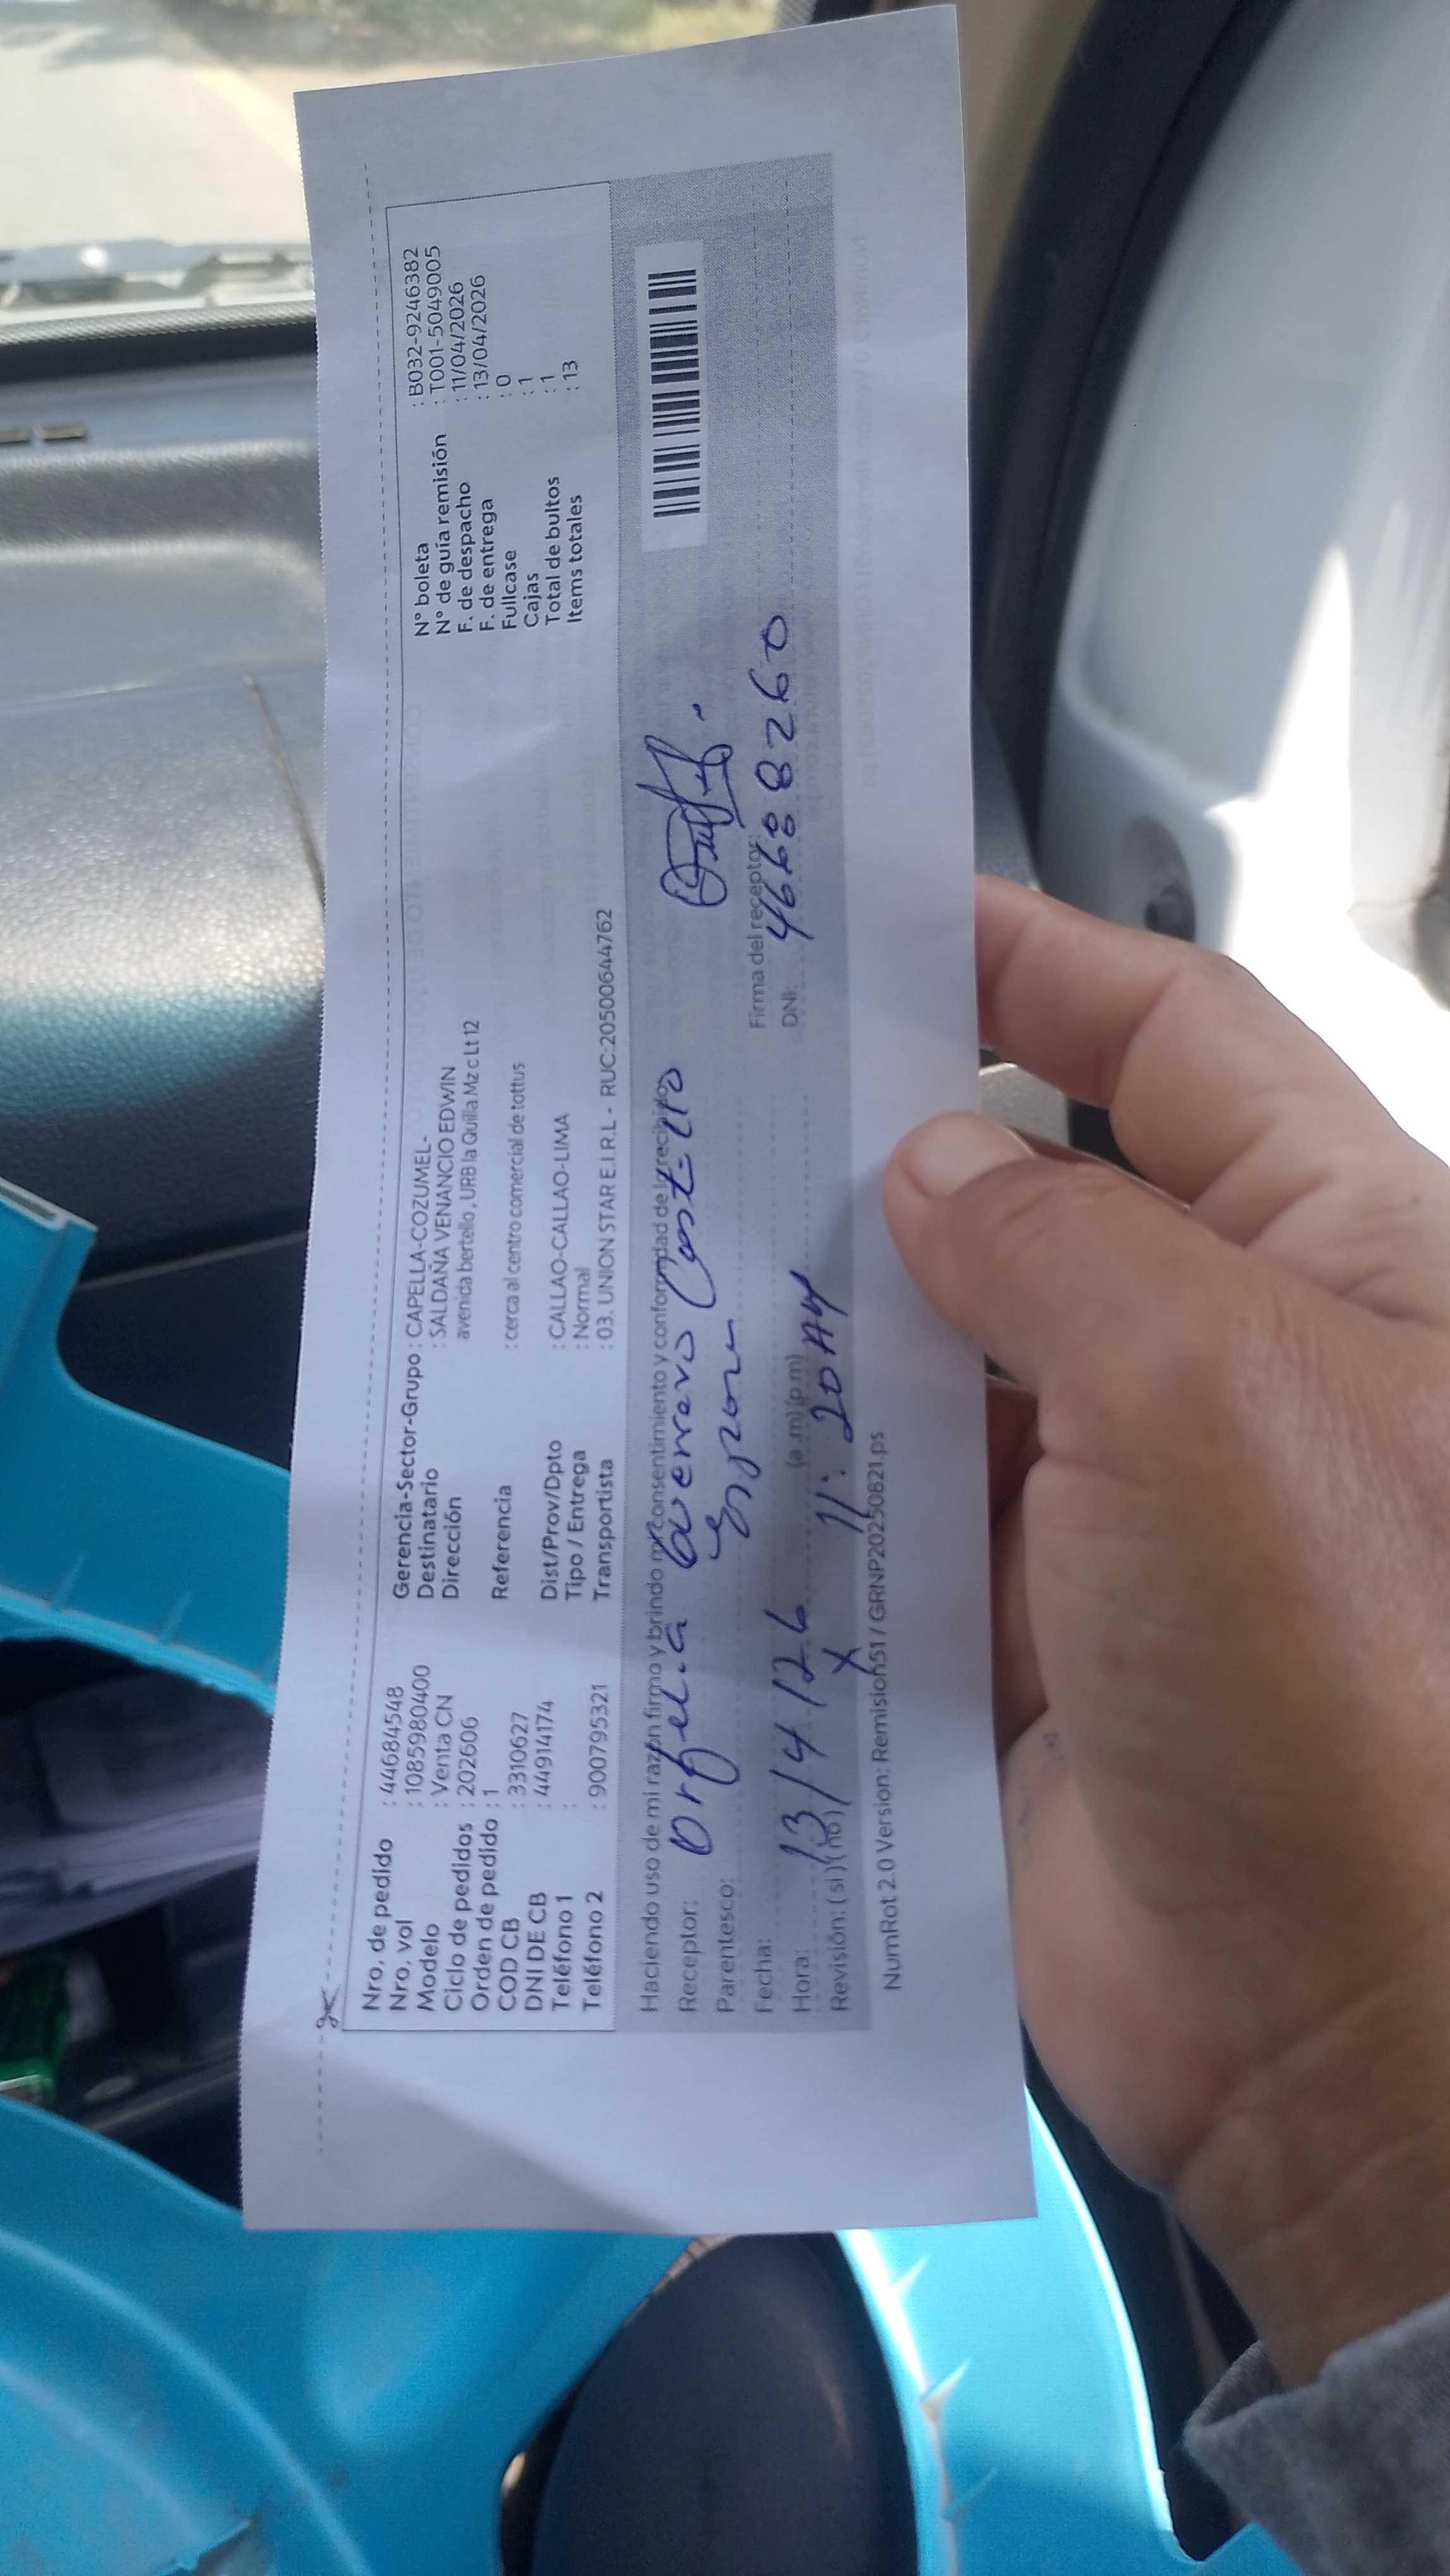 Nro. de pedido : 44684548
Nro. vol : 1085980400
Modelo : Venta CN
Ciclo de pedidos : 202606
Orden de pedido : 1
COD CB : 3310627
DNI DE CB : 44914174
Teléfono 1 :
Teléfono 2 : 900795321
Gerencia-Sector-Grupo : CAPELLA-COZUMEL-
Destinatario : SALDAÑA VENANCIO EDWIN
Dirección avenida bertello, URB la Quilla Mz c Lt 12
Referencia : cerca al centro comercial de tottus
Dist/Prov/Dpto : CALLAO-CALLAO-LIMA
Tipo / Entrega : Normal
Transportista : 03. UNION STAR E.I.R.L - RUC:20500644762
N° boleta : B032-9246382
N° de guía remisión : T001-5049005
F. de despacho : 11/04/2026
F. de entrega : 13/04/2026
Fullcase : 0
Cajas : 1
Total de bultos : 1
Items totales : 13
Haciendo uso de mi razón firmo y brindo mi consentimiento y conformidad de lo recibido
Receptor: Orfelia Guerero Costillo
Parentesco:
Fecha: 13/4/26
Hora: (a.m)(p.m) 11:20 AM
Revisión: (si)(no) X
Firma del receptor:
DNI: 46688260
NumRot 2.0 Version: Remision51 / GRNP20250821.ps